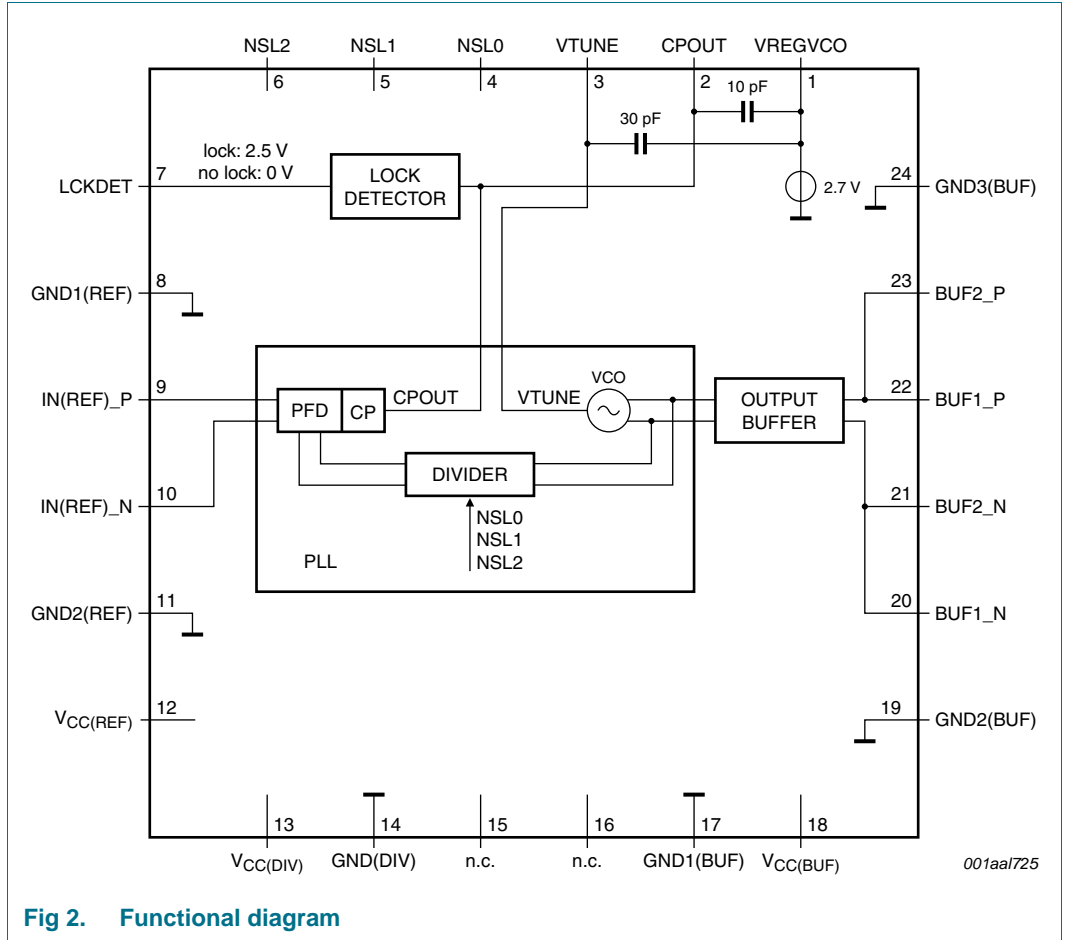 NSL2 NSL1 NSL0 VTUNE CPOUT VREGVCO
6 5 4 3 2 1
10 pF
30 pF
lock: 2.5 V
no lock: 0 V
7
LCKDET
LOCK
DETECTOR
2.7 V
24
GND3(BUF)
8
GND1(REF)
23
BUF2_P
9
IN(REF)_P
PFD CP
CPOUT
VTUNE
VCO
OUTPUT
BUFFER
22
BUF1_P
10
IN(REF)_N
DIVIDER
NSL0
NSL1
NSL2
PLL
21
BUF2_N
11
GND2(REF)
20
BUF1_N
12
VCC(REF)
19
GND2(BUF)
13 14 15 16 17 18
VCC(DIV) GND(DIV) n.c. n.c. GND1(BUF) VCC(BUF)
001aal725
Fig 2. Functional diagram